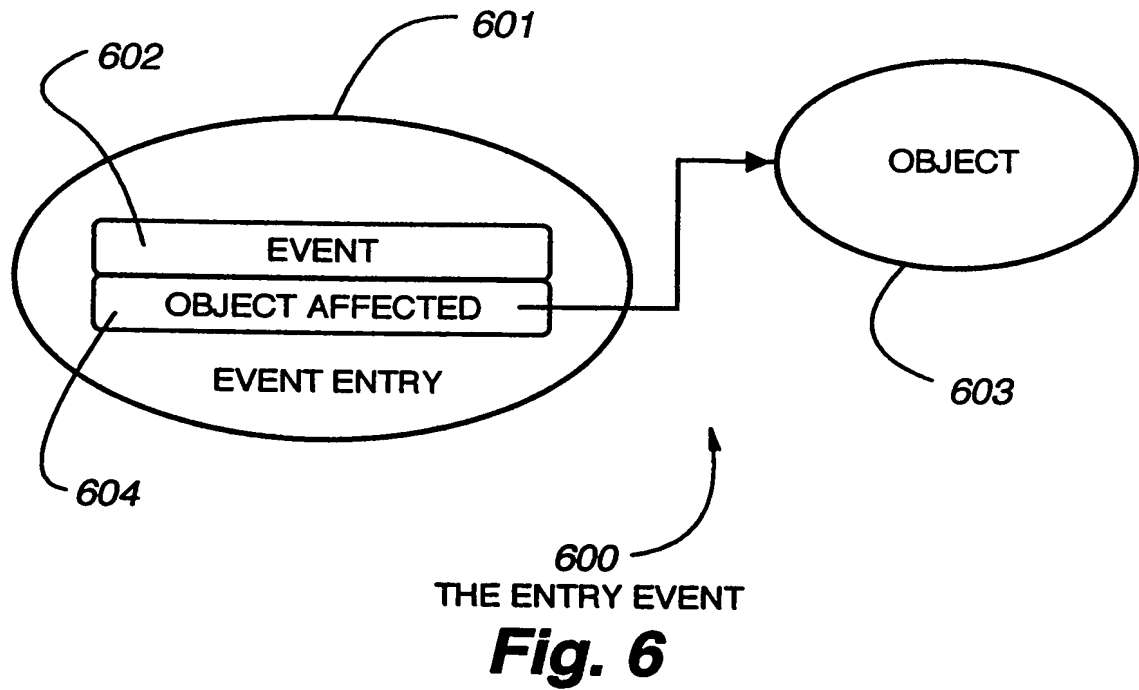 601
602
OBJECT
EVENT
OBJECT AFFECTED
EVENT ENTRY
603
604
600
THE ENTRY EVENT
Fig. 6